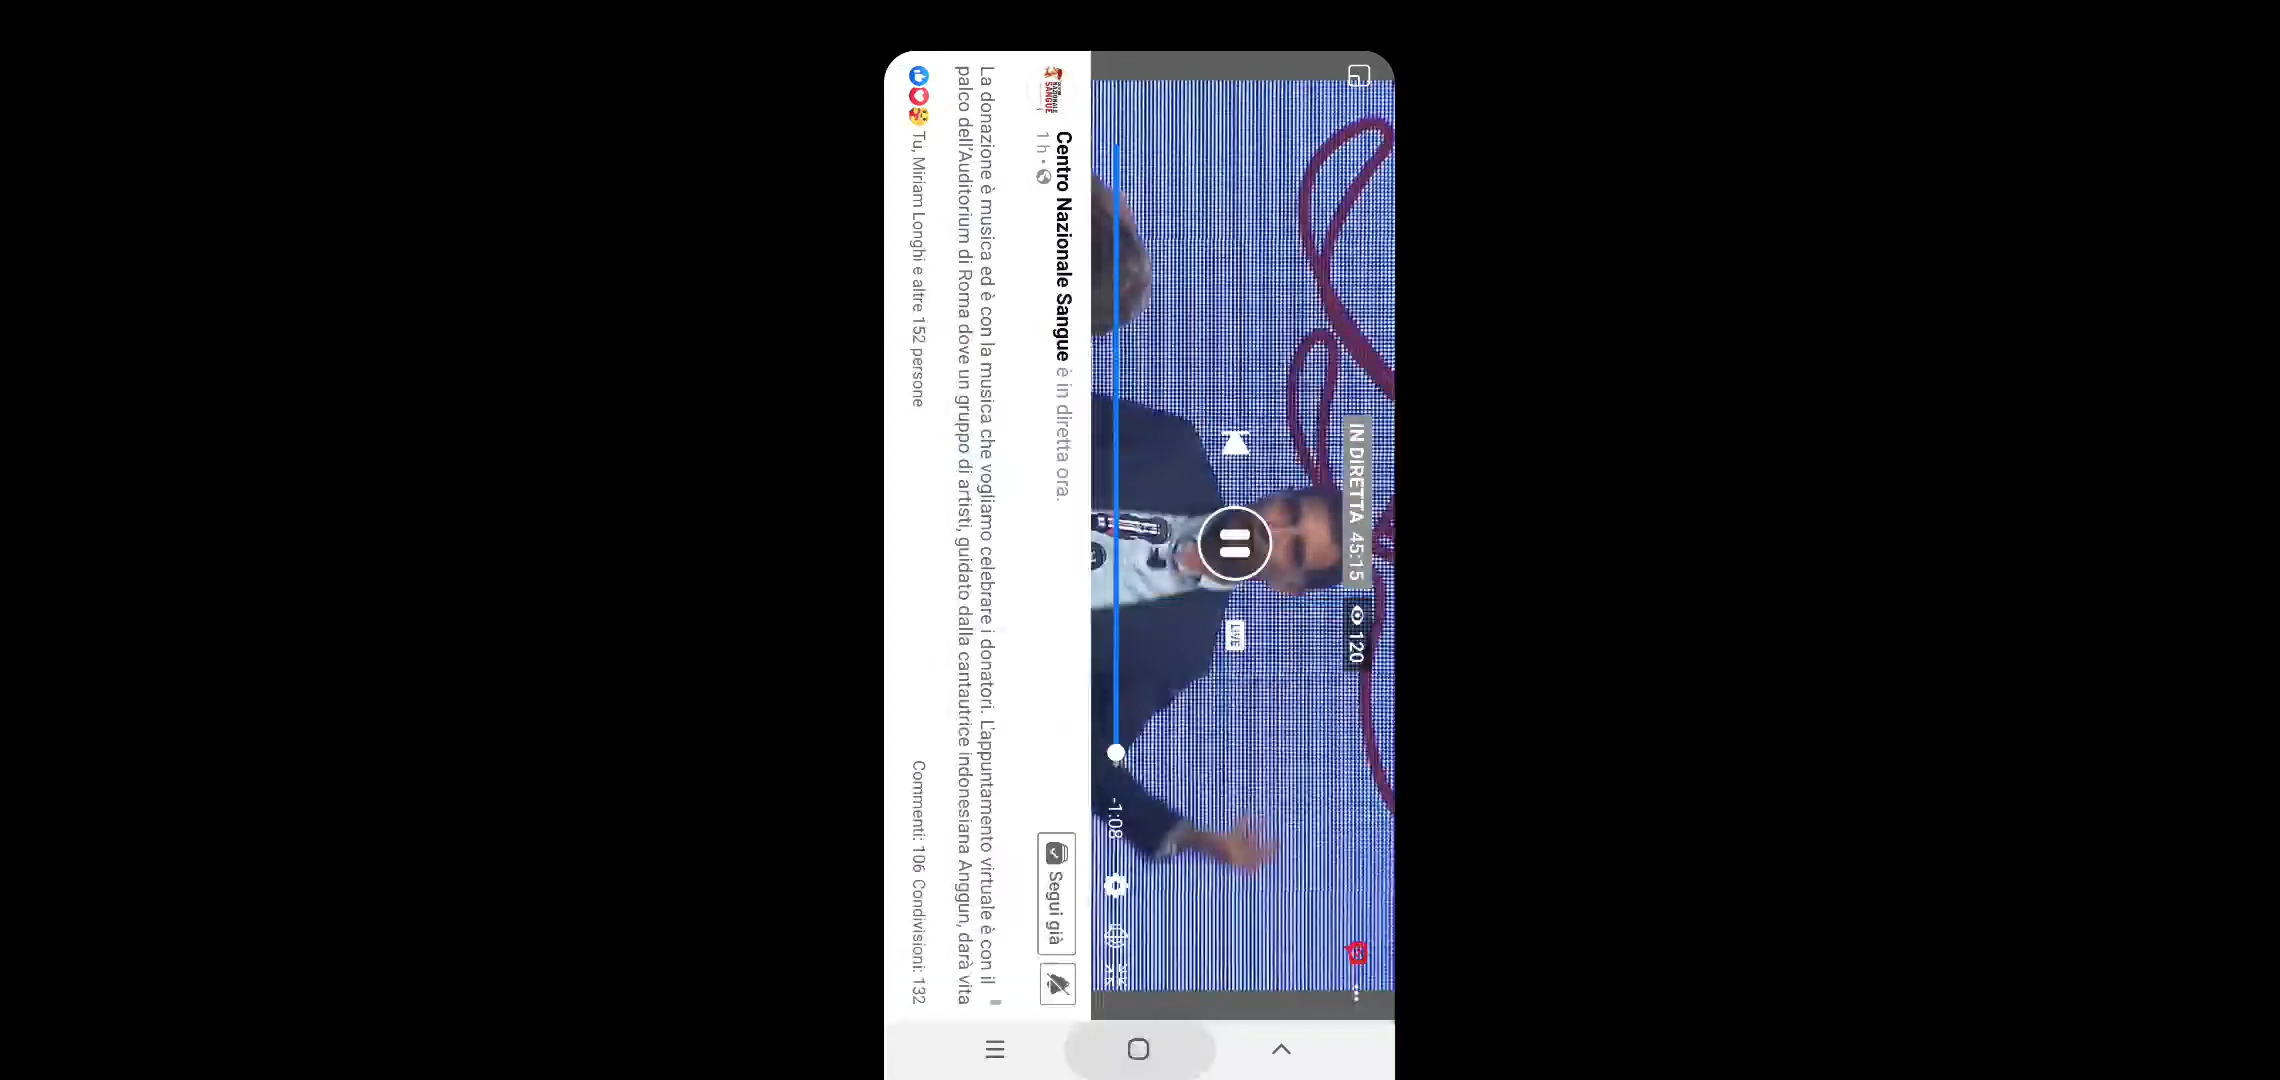 IN DIRETTA 45:15 120
LIVE
-1:08
CENTRO
NAZIONALE
SANGUE
Centro Nazionale Sangue è in diretta ora.
1 h
Segui già
La donazione è musica ed è con la musica che vogliamo celebrare i donatori. L'appuntamento virtuale è con il
palco dell'Auditorium di Roma dove un gruppo di artisti, guidato dalla cantautrice indonesiana Anggun, darà vita
Tu, Miriam Longhi e altre 152 persone
Commenti: 106 Condivisioni: 132